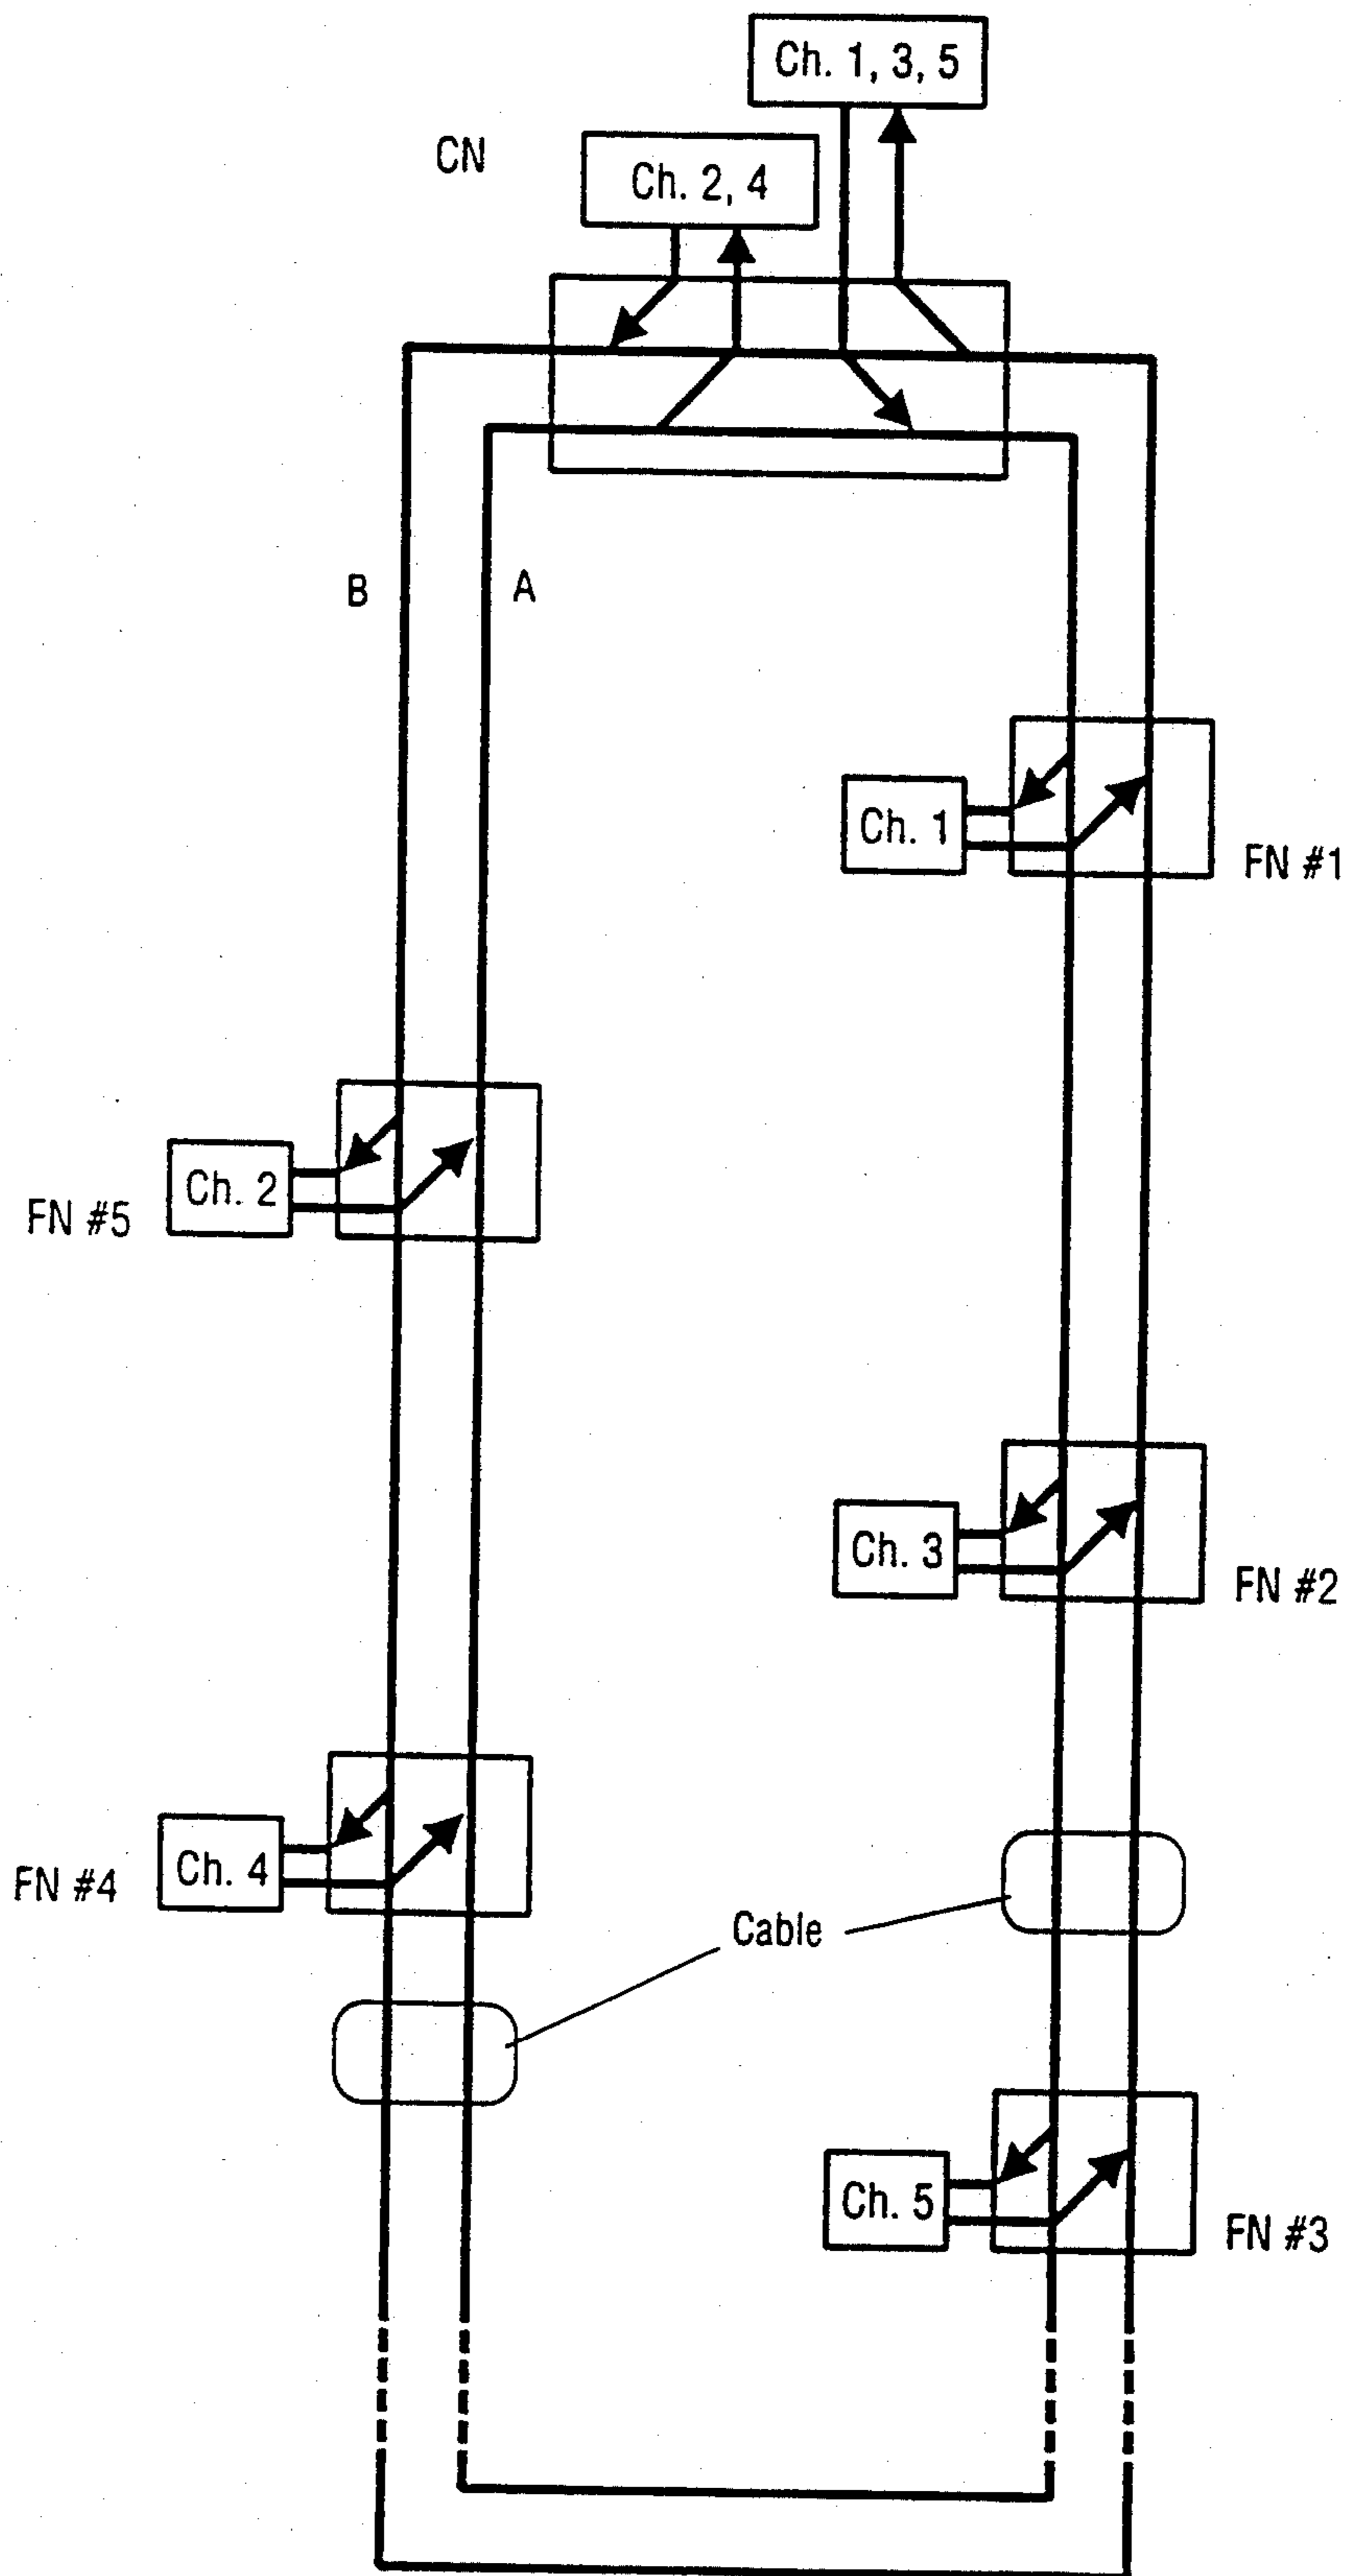 Ch. 1, 3, 5
CN
Ch. 2, 4
B
A
Ch. 1
FN #1
Ch. 2
FN #5
Ch. 3
FN #2
Ch. 4
FN #4
Cable
Ch. 5
FN #3